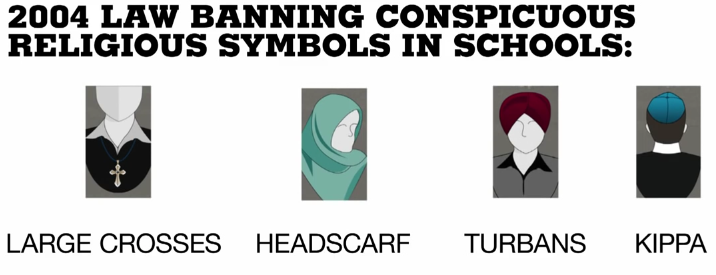 2004 LAW BANNING CONSPICUOUS
RELIGIOUS SYMBOLS IN SCHOOLS:
LARGE CROSSES HEADSCARF TURBANS KIPPA